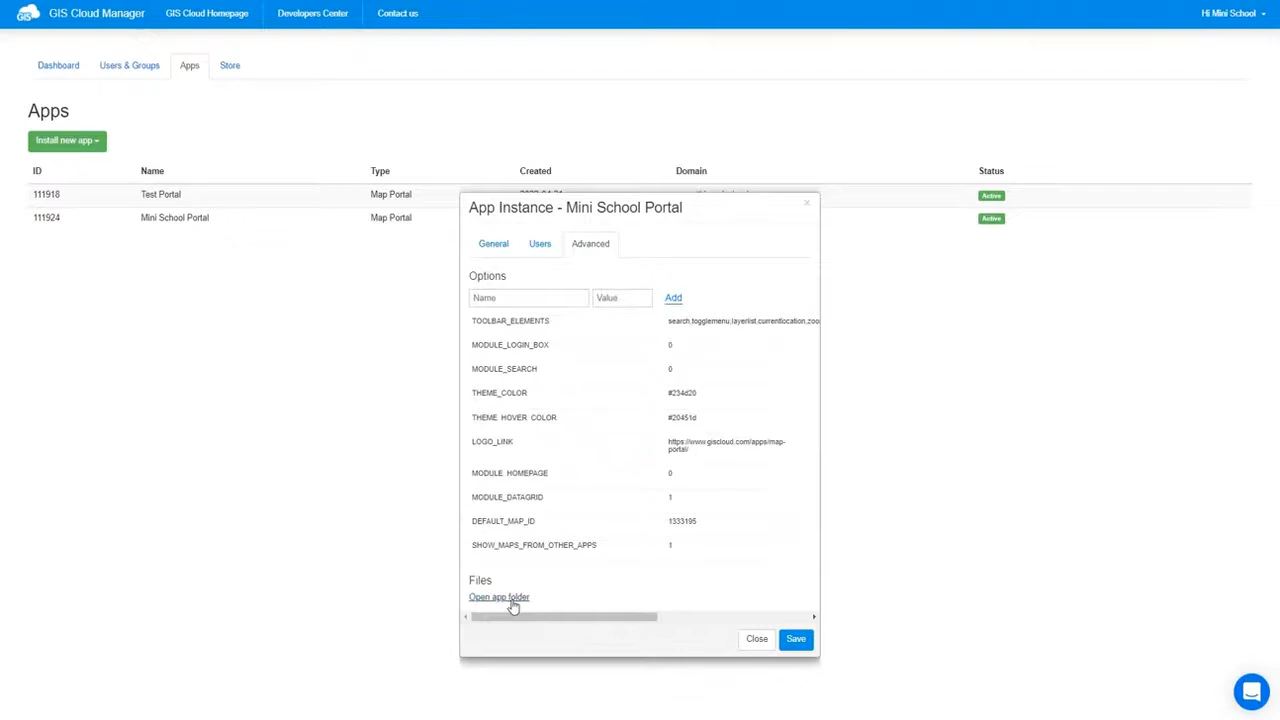 GIS
GIS Cloud Manager
GIS Cloud Homepage
Developers Center
Contact us
Hi Mini School
Dashboard
Users & Groups
Apps
Store
Apps
Install new app
ID Name Type Created Domain Status
111918 Test Portal Map Portal Active
111924 Mini School Portal Map Portal Active
App Instance - Mini School Portal
×
General Users Advanced
Options
Name Value Add
TOOLBAR_ELEMENTS search,togglemenu,layerlist,currentlocation,zoo
MODULE_LOGIN_BOX 0
MODULE_SEARCH 0
THEME_COLOR #234d20
THEME_HOVER_COLOR #20451d
LOGO_LINK https://www.giscloud.com/apps/map-
portal/
MODULE_HOMEPAGE 0
MODULE_DATAGRID 1
DEFAULT_MAP_ID 1333195
SHOW_MAPS_FROM_OTHER_APPS 1
Files
Open app folder
Close Save